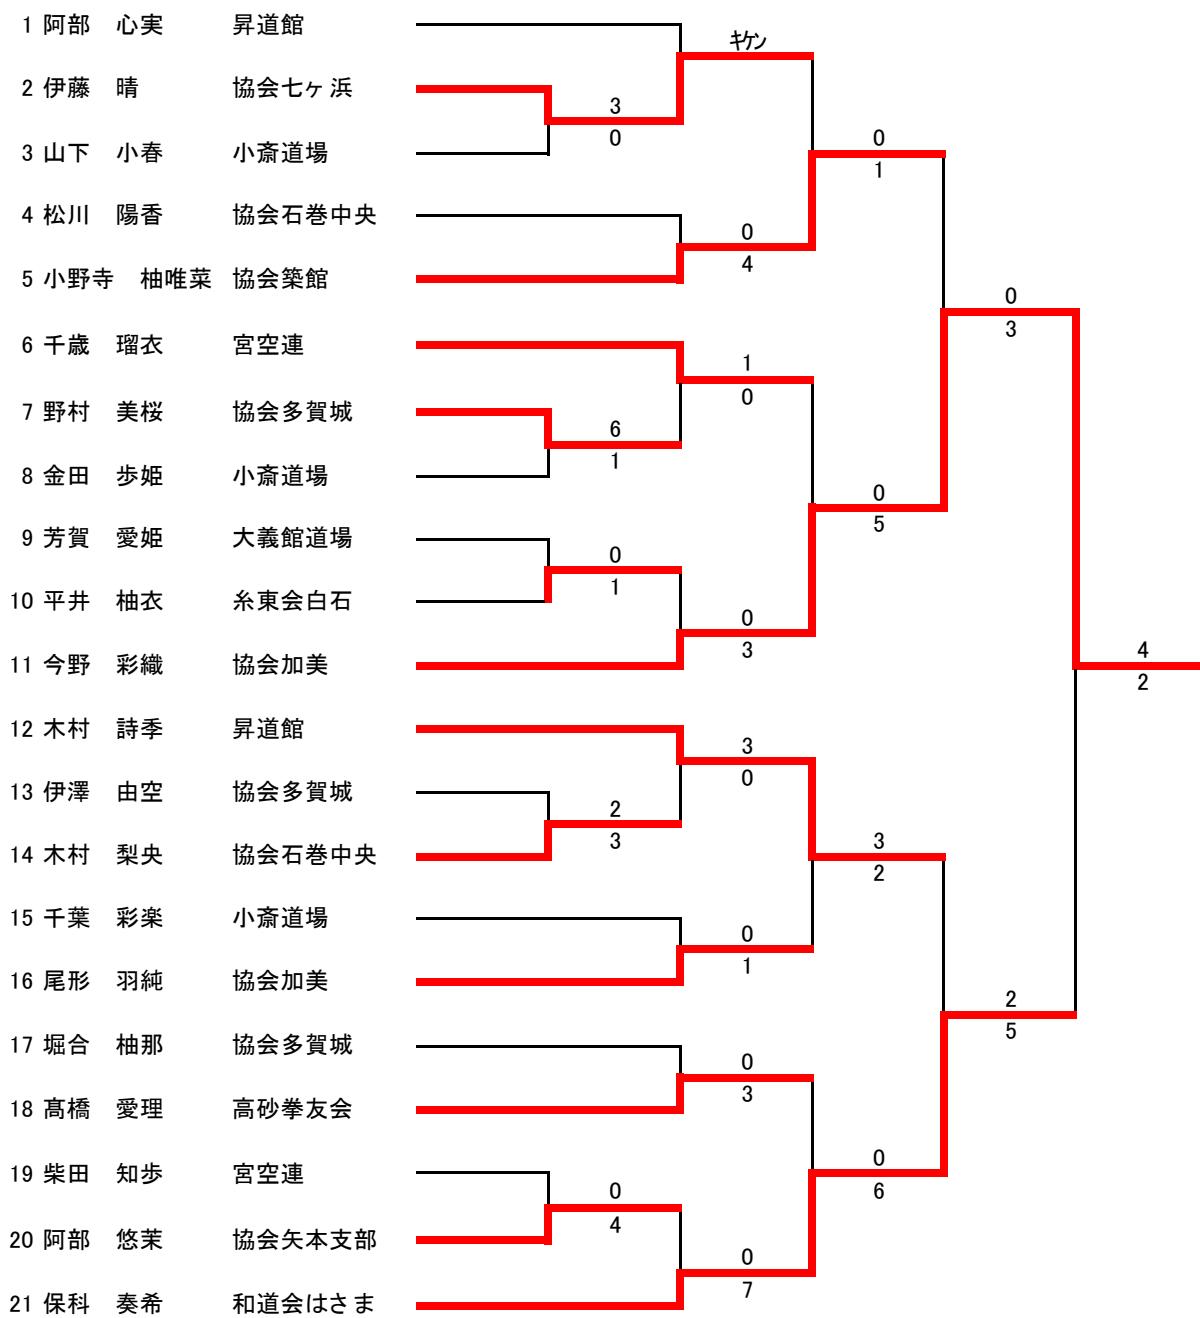 1 阿部　心実　昇道館
キケン
2 伊藤　晴　協会七ヶ浜
3
0
3 山下　小春　小斎道場
0
1
4 松川　陽香　協会石巻中央
0
4
5 小野寺　柚唯菜　協会築館
0
3
6 千歳　瑠衣　宮空連
1
0
7 野村　美桜　協会多賀城
6
1
8 金田　歩姫　小斎道場
0
5
9 芳賀　愛姫　大義館道場
0
1
10 平井　柚衣　糸東会白石
0
3
11 今野　彩織　協会加美
4
2
12 木村　詩季　昇道館
3
0
13 伊澤　由空　協会多賀城
2
3
14 木村　梨央　協会石巻中央
3
2
15 千葉　彩楽　小斎道場
0
1
16 尾形　羽純　協会加美
2
5
17 堀合　柚那　協会多賀城
0
3
18 髙橋　愛理　高砂拳友会
19 柴田　知歩　宮空連
0
6
0
4
20 阿部　悠茉　協会矢本支部
0
7
21 保科　奏希　和道会はさま